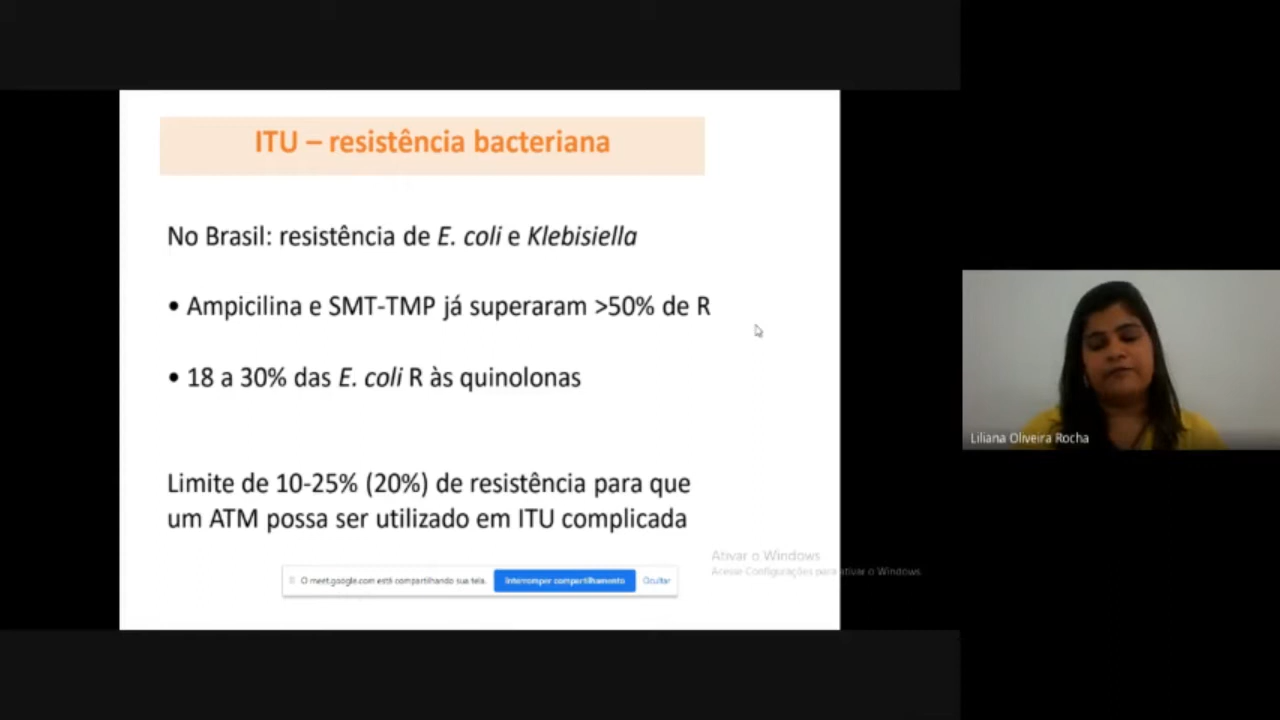 ITU – resistência bacteriana
No Brasil: resistência de E. coli e Klebisiella
• Ampicilina e SMT-TMP já superaram >50% de R
• 18 a 30% das E. coli R às quinolonas
Limite de 10-25% (20%) de resistência para que
um ATM possa ser utilizado em ITU complicada
Ativar o Windows
Acesse Configurações para ativar o Windows.
O meet.google.com está compartilhando sua tela.
Interromper compartilhamento
Ocultar
Liliana Oliveira Rocha